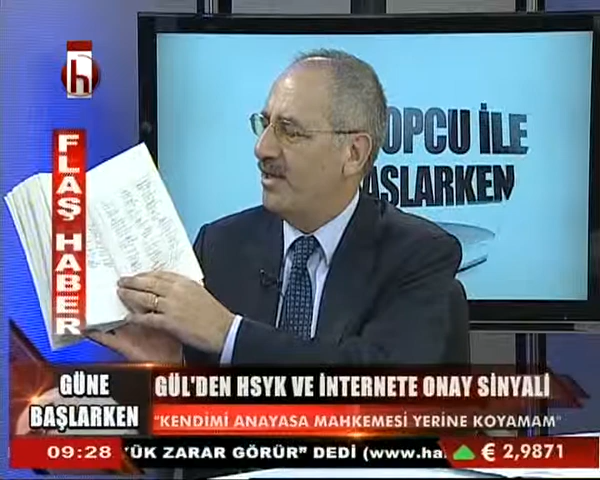 h
FLAŞ HABER
OPCU İLE
AŞLARKEN
GÜNE
BAŞLARKEN
GÜL'DEN HSYK VE İNTERNETE ONAY SİNYALİ
"KENDİMİ ANAYASA MAHKEMESİ YERİNE KOYAMAM"
09:28
ÜK ZARAR GÖRÜR" DEDİ (www.ha
€ 2,9871